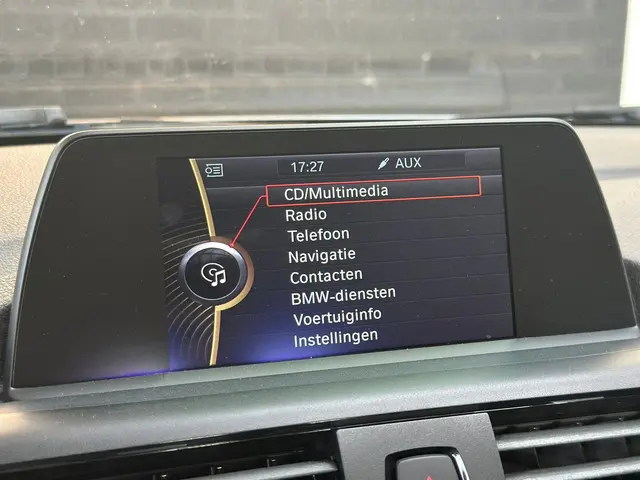 17:27 AUX
CD/Multimedia
Radio
Telefoon
Navigatie
Contacten
BMW-diensten
Voertuiginfo
Instellingen